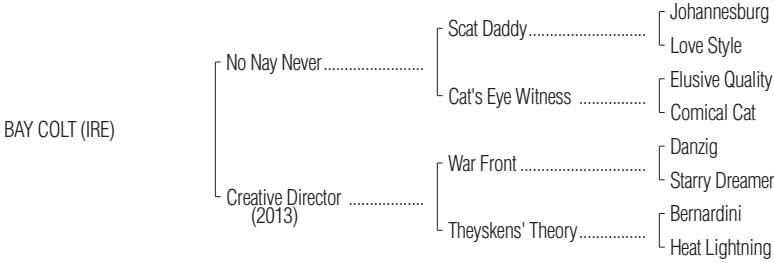 Johannesburg
Scat Daddy
Love Style
No Nay Never
Elusive Quality
Cat's Eye Witness
Comical Cat
BAY COLT (IRE)
Danzig
War Front
Starry Dreamer
Creative Director
(2013)
Bernardini
Theyskens' Theory
Heat Lightning